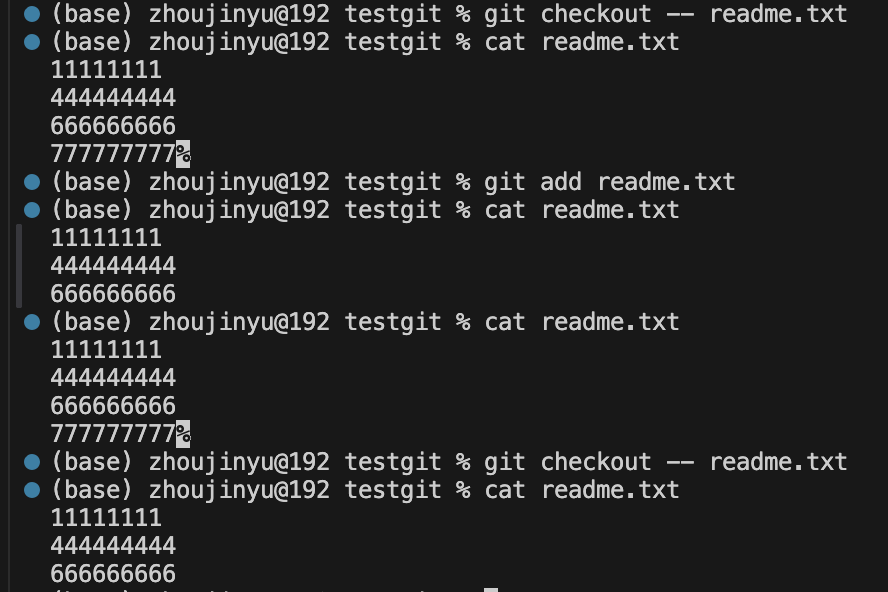 (base) zhoujinyu@192 testgit % git checkout -- readme.txt
(base) zhoujinyu@192 testgit % cat readme.txt
11111111
444444444
666666666
777777777%
(base) zhoujinyu@192 testgit % git add readme.txt
(base) zhoujinyu@192 testgit % cat readme.txt
11111111
444444444
666666666
(base) zhoujinyu@192 testgit % cat readme.txt
11111111
444444444
666666666
777777777%
(base) zhoujinyu@192 testgit % git checkout -- readme.txt
(base) zhoujinyu@192 testgit % cat readme.txt
11111111
444444444
666666666